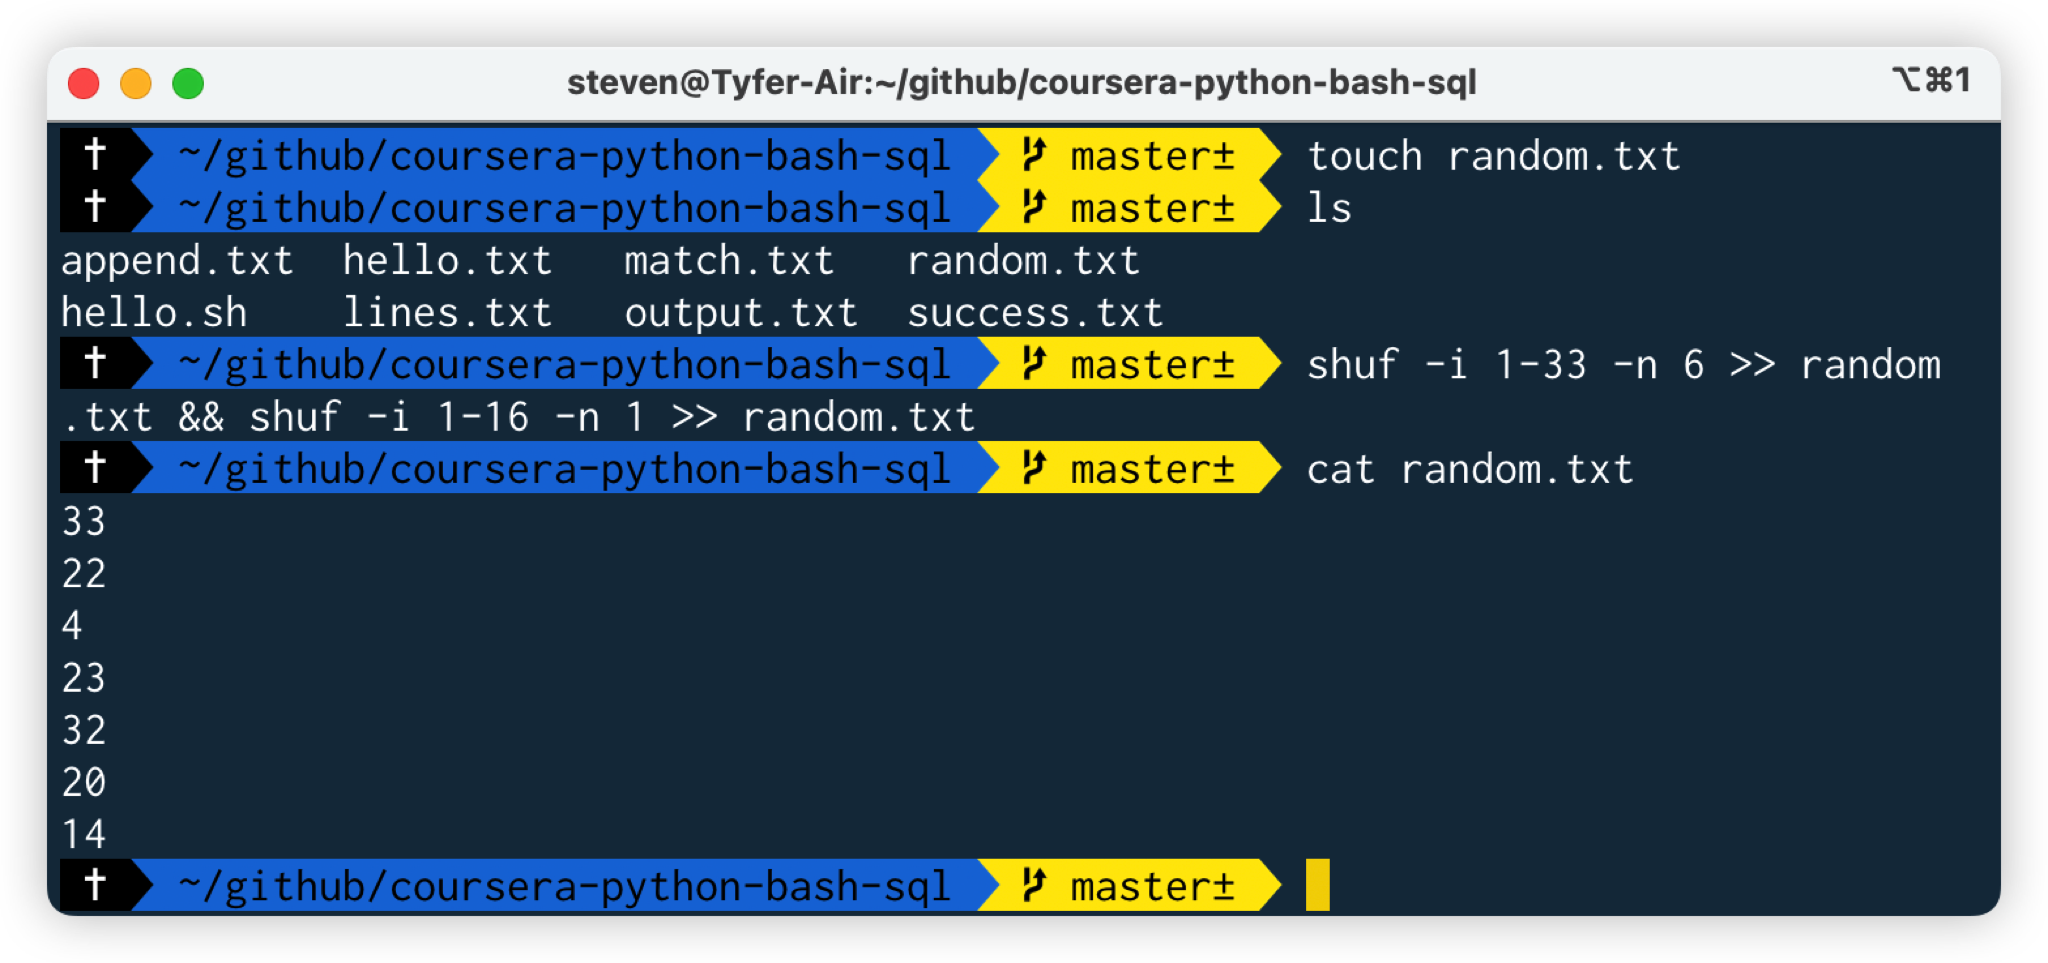 steven@Tyfer-Air:~/github/coursera-python-bash-sql ⌥⌘1
† ~/github/coursera-python-bash-sql master± touch random.txt
† ~/github/coursera-python-bash-sql master± ls
append.txt hello.txt match.txt random.txt
hello.sh lines.txt output.txt success.txt
† ~/github/coursera-python-bash-sql master± shuf -i 1-33 -n 6 >> random
.txt && shuf -i 1-16 -n 1 >> random.txt
† ~/github/coursera-python-bash-sql master± cat random.txt
33
22
4
23
32
20
14
† ~/github/coursera-python-bash-sql master±